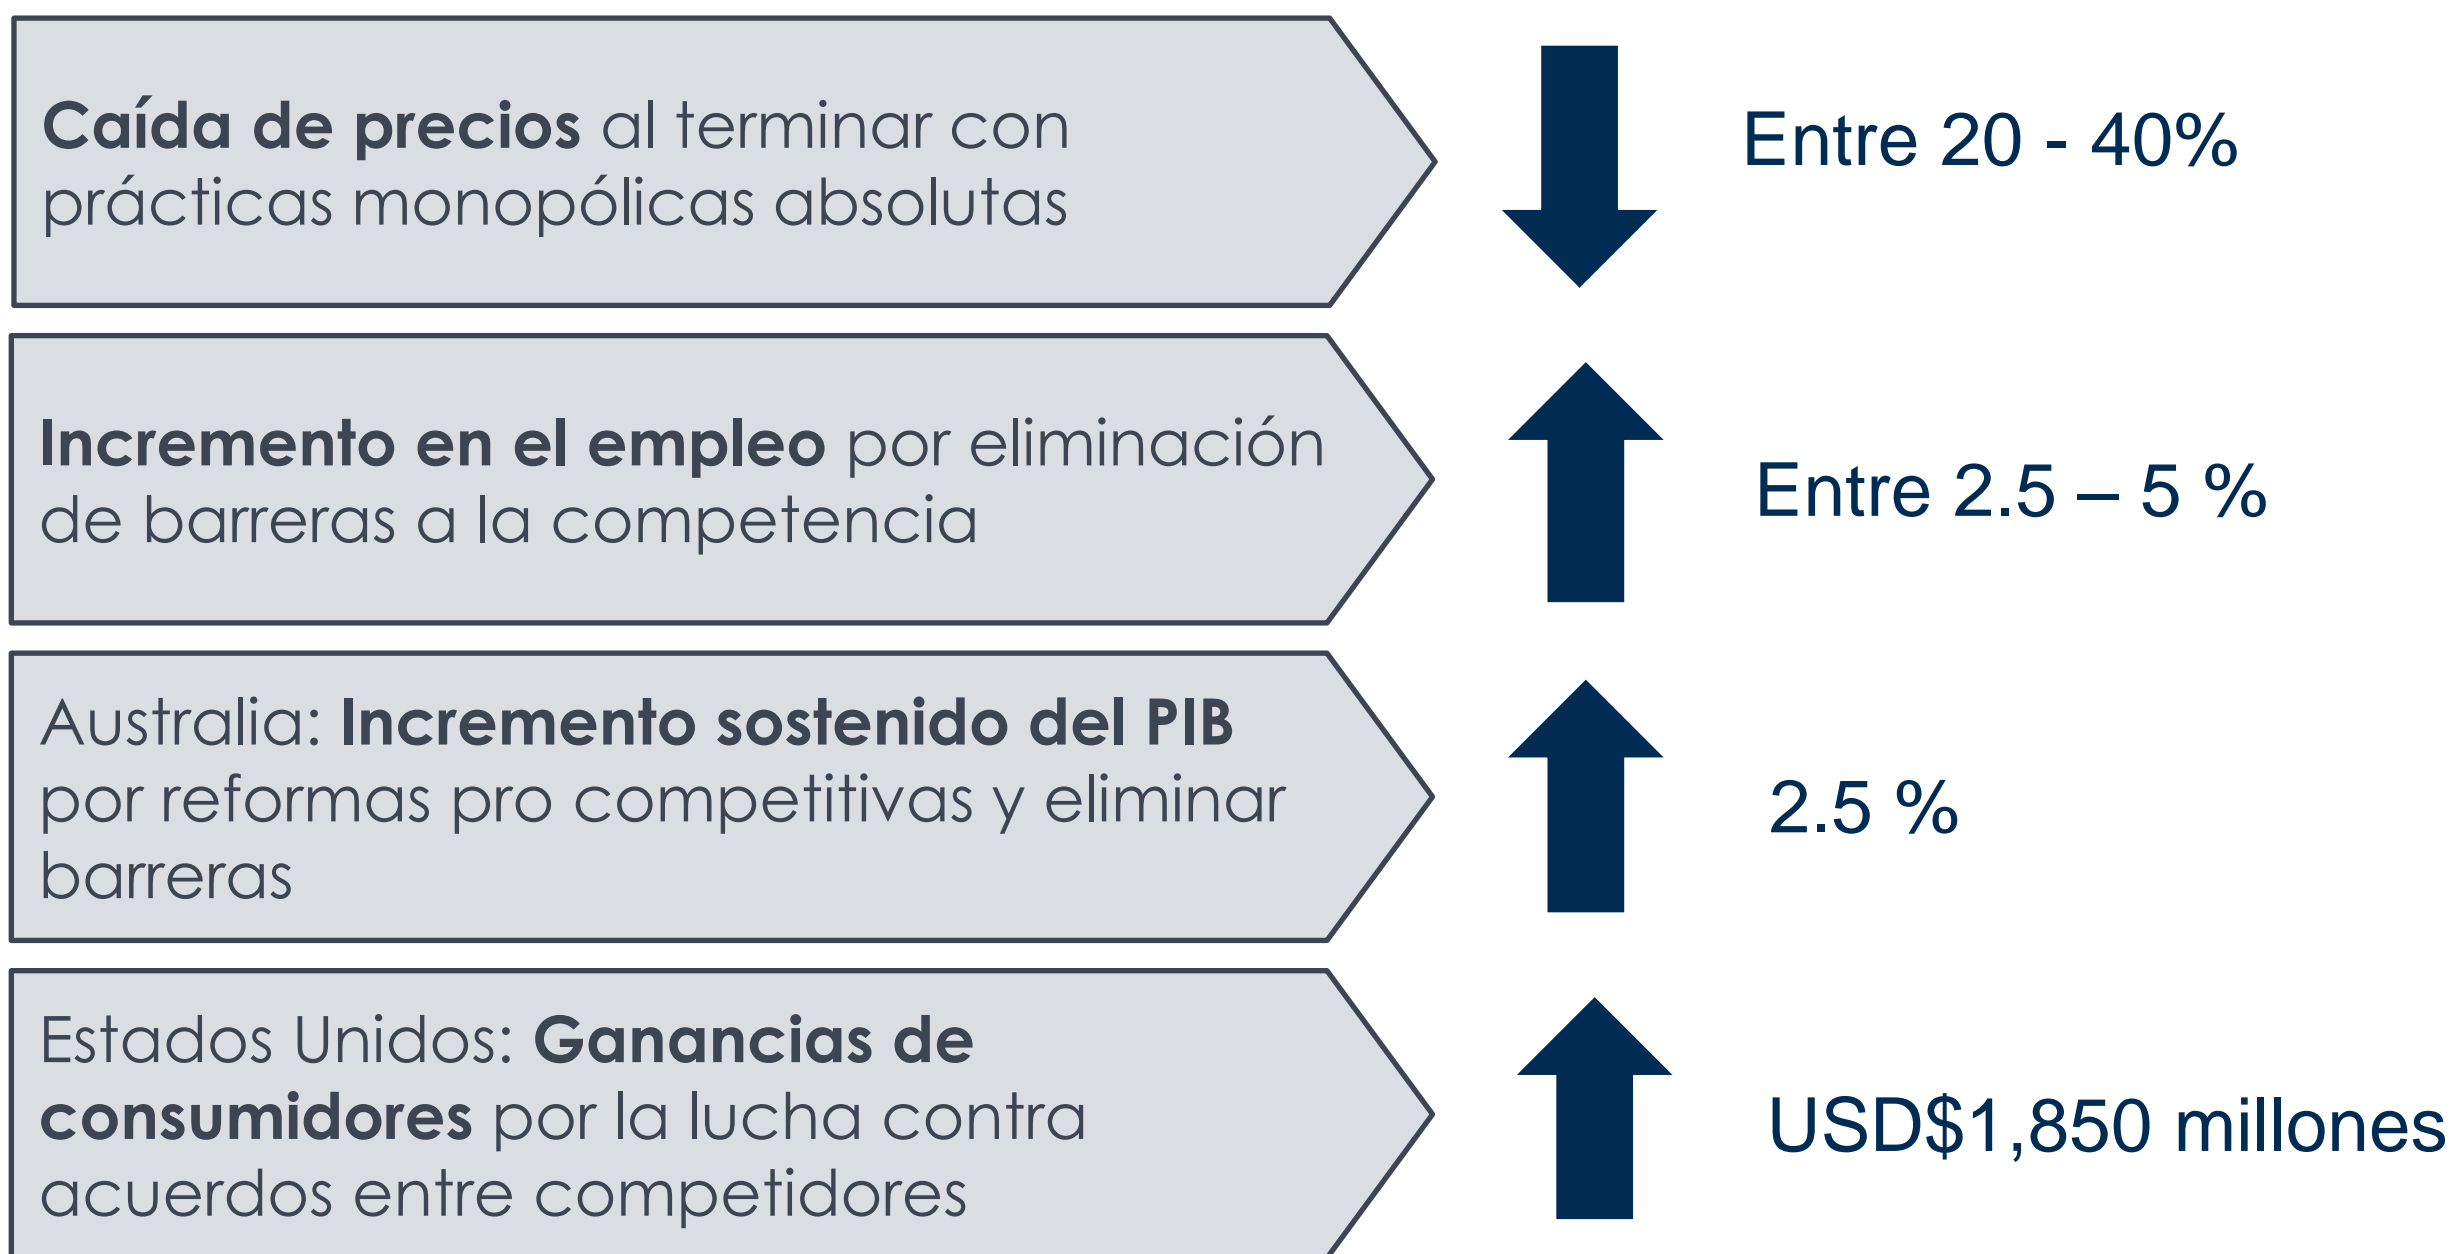 Caída de precios al terminar con
prácticas monopólicas absolutas
Entre 20 - 40%
Incremento en el empleo por eliminación
de barreras a la competencia
Entre 2.5 – 5 %
Australia: Incremento sostenido del PIB
por reformas pro competitivas y eliminar
barreras
2.5 %
Estados Unidos: Ganancias de
consumidores por la lucha contra
acuerdos entre competidores
USD$1,850 millones